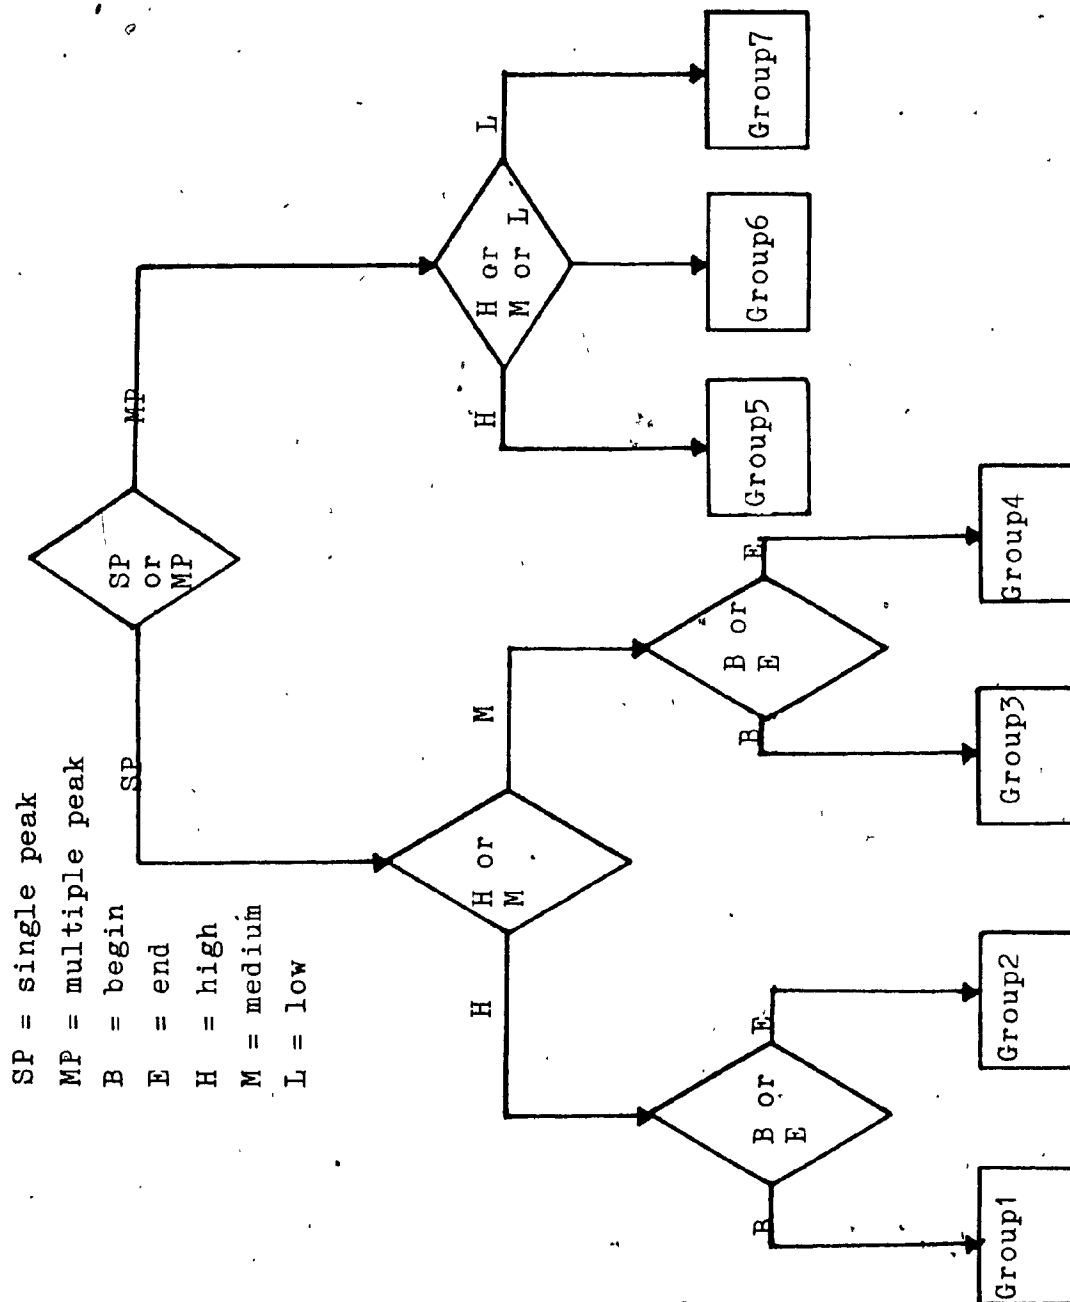 SP = single peak
MP = multiple peak
B = begin
E = end
H = high
M = medium
L = low
SP
or
MP
SP
MP
H or
M
H
M
H or
M or L
H
L
B or
E
B
E
B or
E
B
E
Group1
Group2
Group3
Group4
Group5
Group6
Group7